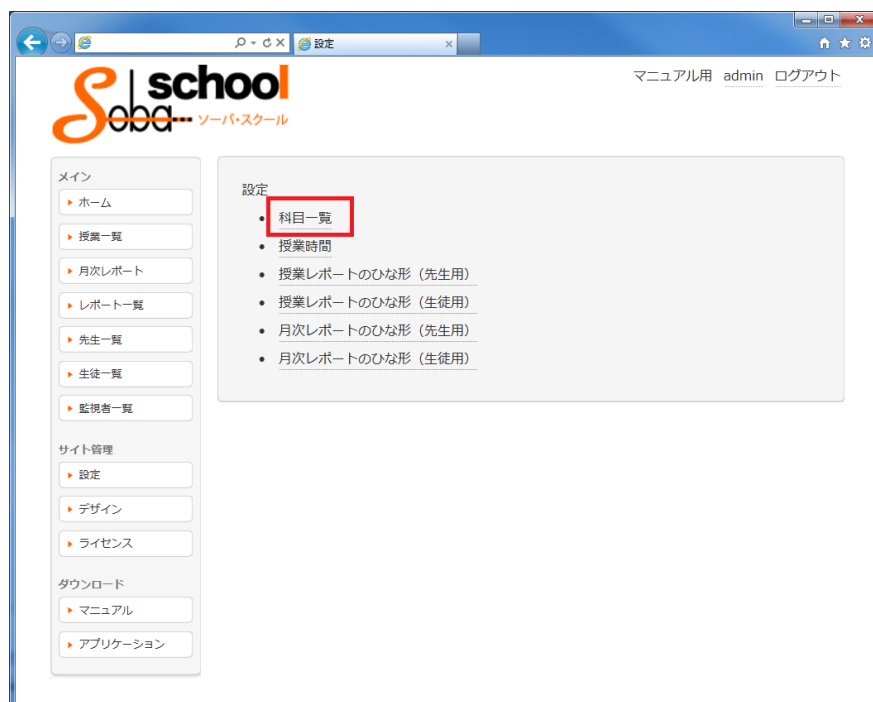 設定
school
Soba
ソーバ・スクール
マニュアル用 admin ログアウト
メイン
ホーム
授業一覧
月次レポート
レポート一覧
先生一覧
生徒一覧
監視者一覧
サイト管理
設定
デザイン
ライセンス
ダウンロード
マニュアル
アプリケーション
設定
科目一覧
授業時間
授業レポートのひな形（先生用）
授業レポートのひな形（生徒用）
月次レポートのひな形（先生用）
月次レポートのひな形（生徒用）